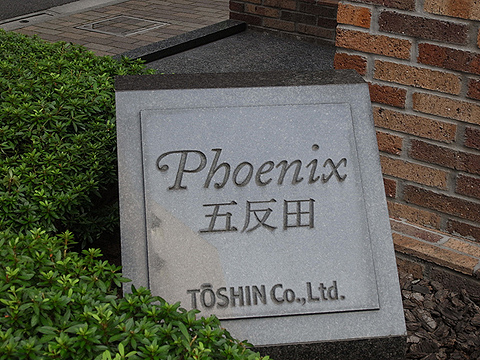 Phoenix
五反田
TŌSHIN Co.,Ltd.